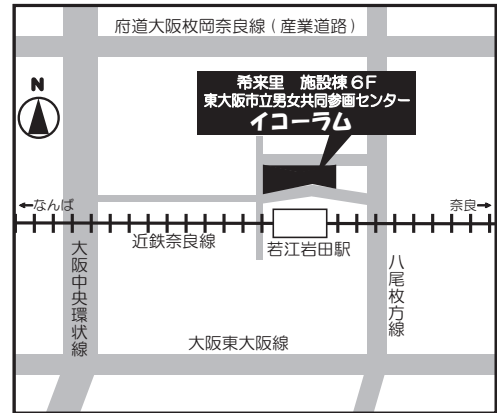 府道大阪枚岡奈良線(産業道路)
N
希来里 施設棟6F
東大阪市立男女共同参画センター
イコーラム
←なんば
奈良→
近鉄奈良線
若江岩田駅
大阪中央環状線
八尾枚方線
大阪東大阪線